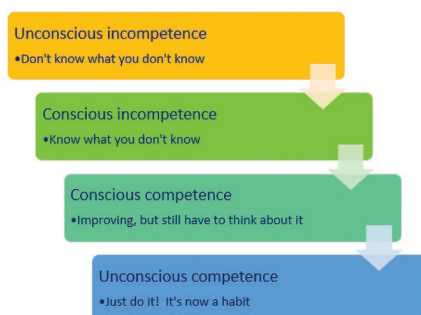 Unconscious incompetence
•Don't know what you don't know
Conscious incompetence
•Know what you don't know
Conscious competence
•Improving, but still have to think about it
Unconscious competence
•Just do it!  It's now a habit